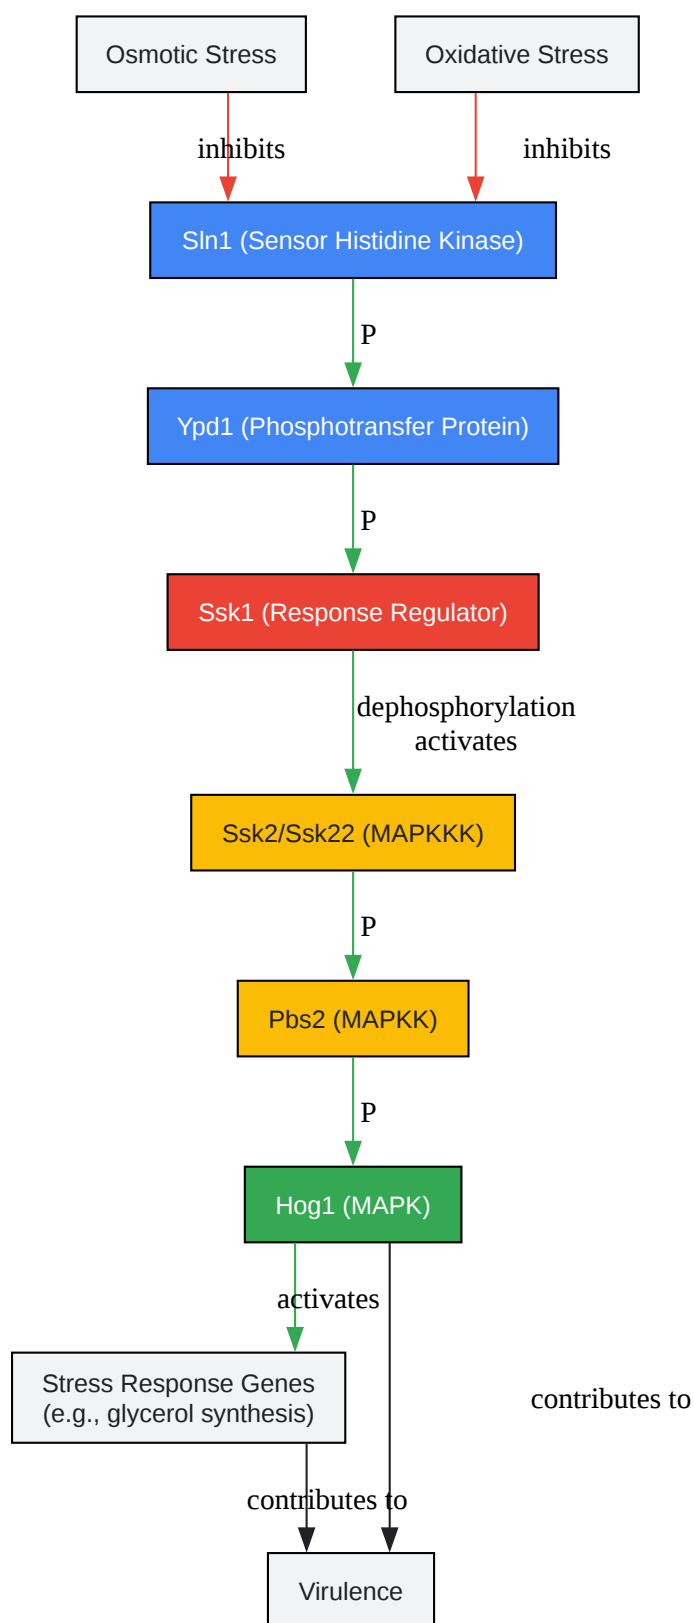 Osmotic Stress
Oxidative Stress
inhibits
inhibits
Sln1 (Sensor Histidine Kinase)
P
Ypd1 (Phosphotransfer Protein)
P
Ssk1 (Response Regulator)
dephosphorylation
activates
Ssk2/Ssk22 (MAPKKK)
P
Pbs2 (MAPKK)
P
Hog1 (MAPK)
activates
Stress Response Genes
(e.g., glycerol synthesis)
contributes to
contributes to
Virulence